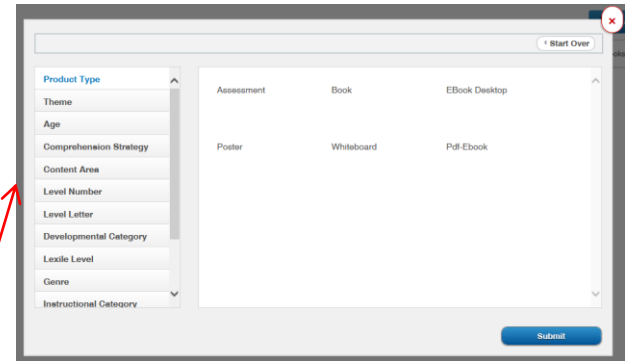 × 
‹ Start Over
Product Type
Theme
Age
Comprehension Strategy
Content Area
Level Number
Level Letter
Developmental Category
Lexile Level
Genre
Instructional Category
Assessment Book EBook Desktop
Poster Whiteboard Pdf-Ebook
Submit